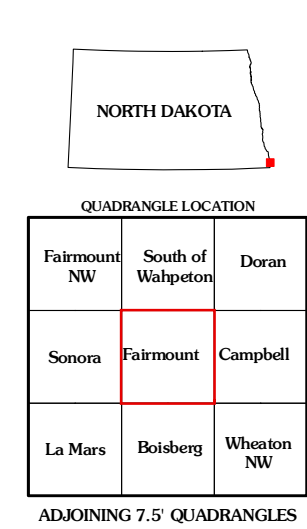 NORTH DAKOTA
QUADRANGLE LOCATION
Fairmount
NW
South of
Wahpeton
Doran
Sonora
Fairmount
Campbell
La Mars
Boisberg
Wheaton
NW
ADJOINING 7.5' QUADRANGLES